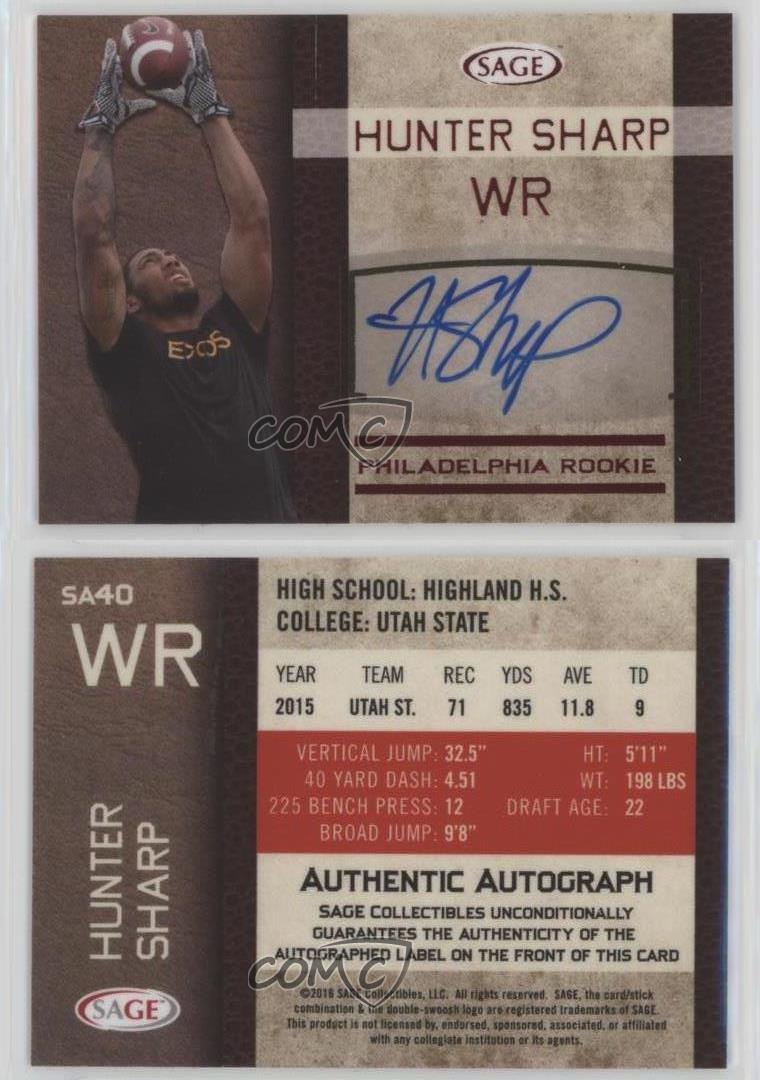 SAGE
HUNTER SHARP
WR
H Sharp
EXOS
COMC
PHILADELPHIA ROOKIE
SA40
WR
HUNTER
SHARP
SAGE
HIGH SCHOOL: HIGHLAND H.S.
COLLEGE: UTAH STATE
YEAR TEAM REC YDS AVE TD
2015 UTAH ST. 71 835 11.8 9
VERTICAL JUMP: 32.5" HT: 5'11"
40 YARD DASH: 4.51 WT: 198 LBS
225 BENCH PRESS: 12 DRAFT AGE: 22
BROAD JUMP: 9'8"
AUTHENTIC AUTOGRAPH
SAGE COLLECTIBLES UNCONDITIONALLY
GUARANTEES THE AUTHENTICITY OF THE
AUTOGRAPHED LABEL ON THE FRONT OF THIS CARD
COMC
©2016 SAGE Collectibles, LLC. All rights reserved. SAGE, the card/stick
combination & the double-swoosh logo are registered trademarks of SAGE.
This product is not licensed by, endorsed, sponsored, associated, or affiliated
with any collegiate institution or its agents.